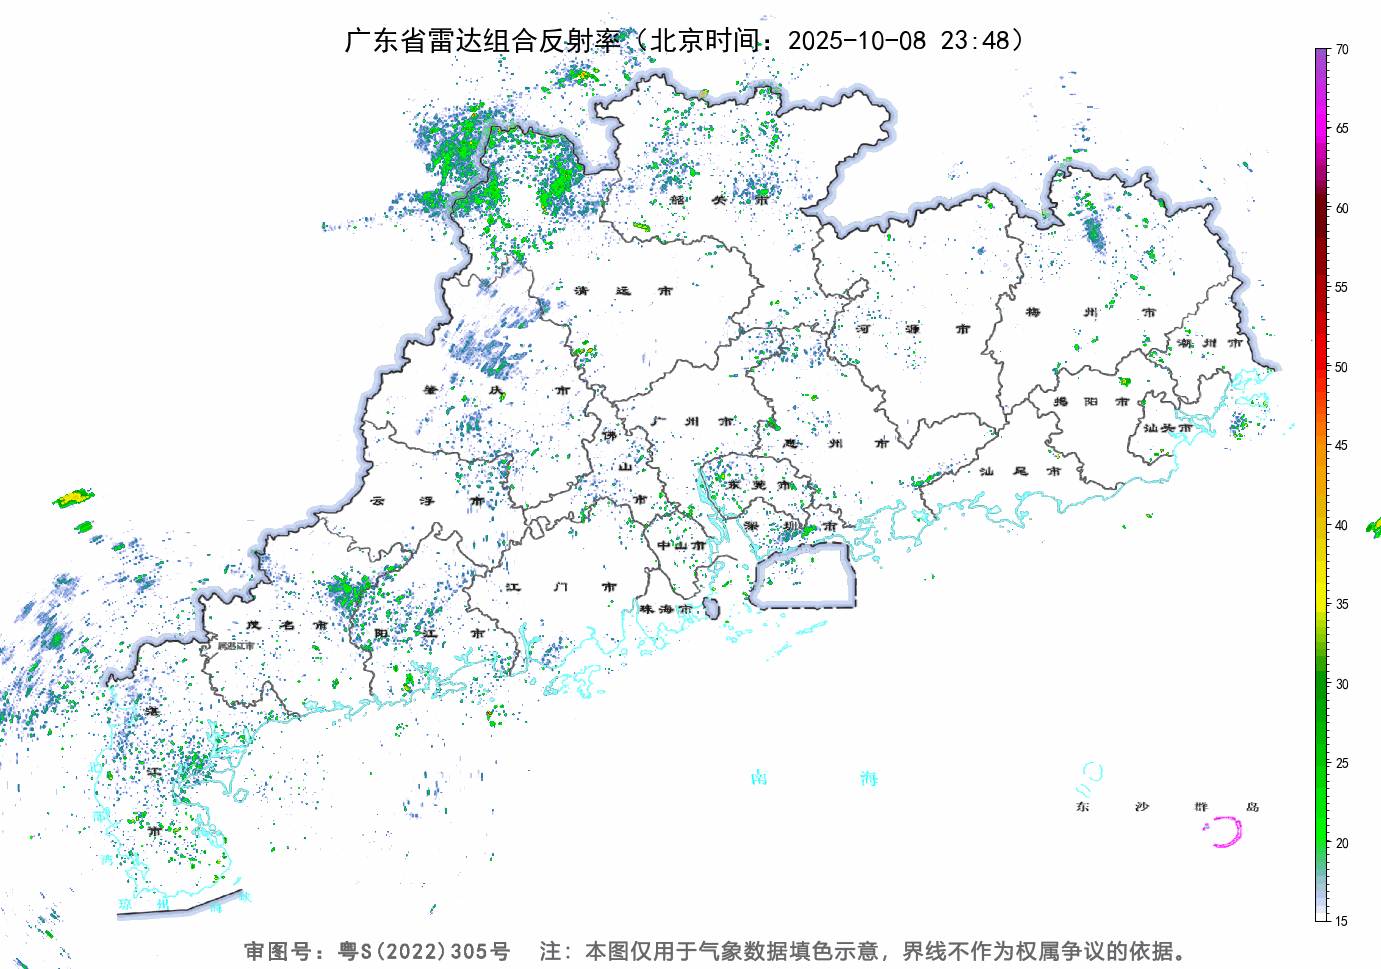 广东省雷达组合反射率（北京时间：2025-10-08 23:48）
70
65
60
55
50
45
40
35
30
25
20
15
韶关市
清远市
河源市
梅州市
潮州市
肇庆市
广州市
揭阳市
汕头市
佛山市
惠州市
汕尾市
云浮市
东莞市
深圳市
中山市
江门市
珠海市
茂名市
阳江市
属湛江市
湛江市
北部湾
琼州海峡
南海
东沙群岛
审图号：粤S(2022)305号 注：本图仅用于气象数据填色示意，界线不作为权属争议的依据。